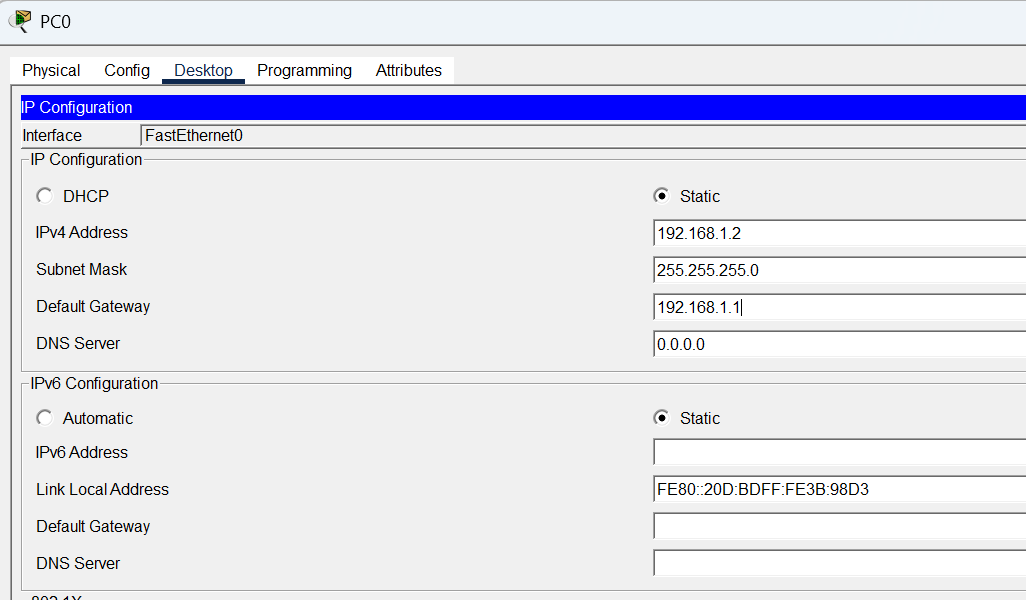 PC0
Physical Config Desktop Programming Attributes
IP Configuration
Interface FastEthernet0
IP Configuration
DHCP Static
IPv4 Address 192.168.1.2
Subnet Mask 255.255.255.0
Default Gateway 192.168.1.1
DNS Server 0.0.0.0
IPv6 Configuration
Automatic Static
IPv6 Address
Link Local Address FE80::20D:BDFF:FE3B:98D3
Default Gateway
DNS Server
802.1X